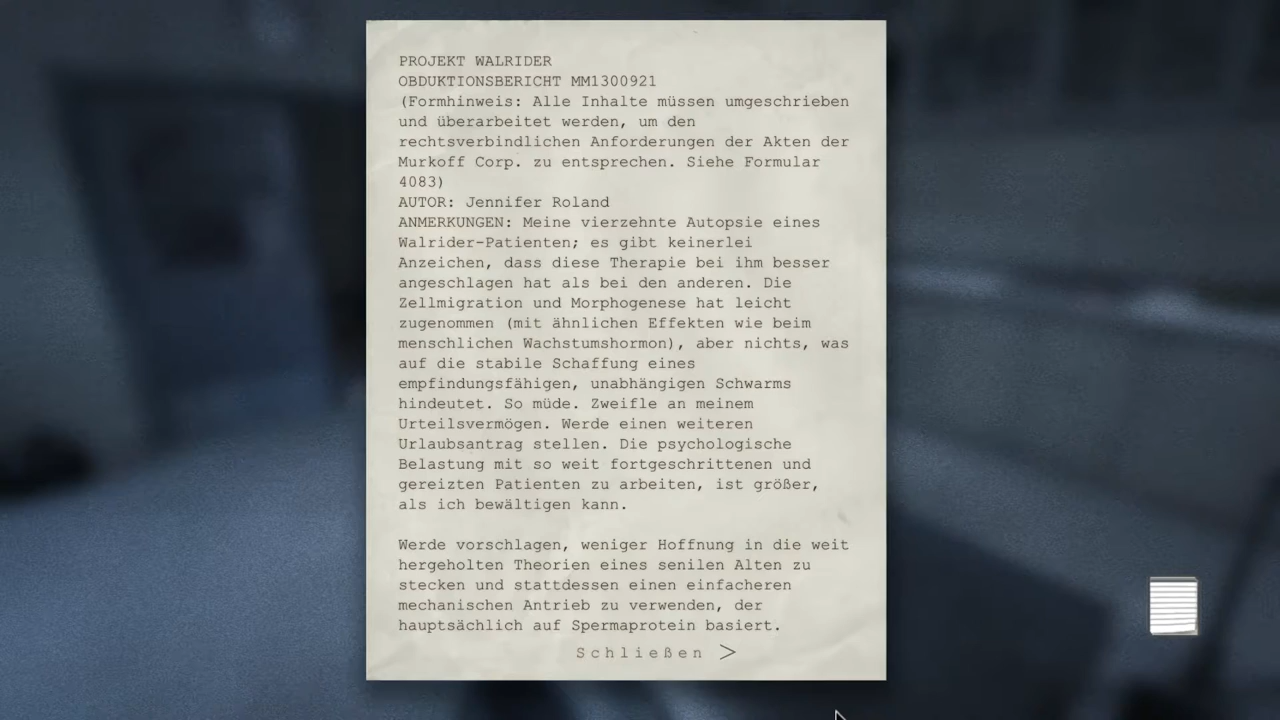 PROJEKT WALRIDER
OBDUKTIONSBERICHT MM1300921
(Formhinweis: Alle Inhalte müssen umgeschrieben
und überarbeitet werden, um den
rechtsverbindlichen Anforderungen der Akten der
Murkoff Corp. zu entsprechen. Siehe Formular
4083)
AUTOR: Jennifer Roland
ANMERKUNGEN: Meine vierzehnte Autopsie eines
Walrider-Patienten; es gibt keinerlei
Anzeichen, dass diese Therapie bei ihm besser
angeschlagen hat als bei den anderen. Die
Zellmigration und Morphogenese hat leicht
zugenommen (mit ähnlichen Effekten wie beim
menschlichen Wachstumshormon), aber nichts, was
auf die stabile Schaffung eines
empfindungsfähigen, unabhängigen Schwarms
hindeutet. So müde. Zweifle an meinem
Urteilsvermögen. Werde einen weiteren
Urlaubsantrag stellen. Die psychologische
Belastung mit so weit fortgeschrittenen und
gereizten Patienten zu arbeiten, ist größer,
als ich bewältigen kann.
Werde vorschlagen, weniger Hoffnung in die weit
hergeholten Theorien eines senilen Alten zu
stecken und stattdessen einen einfacheren
mechanischen Antrieb zu verwenden, der
hauptsächlich auf Spermaprotein basiert.
Schließen >